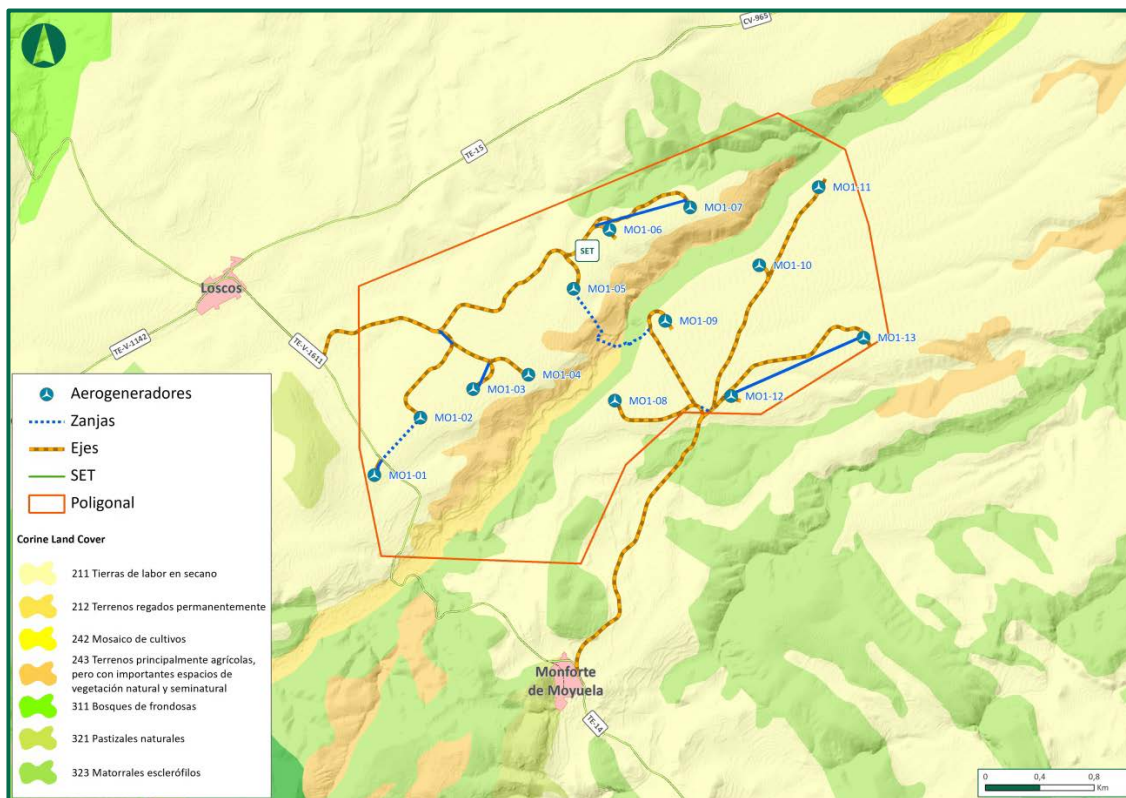 CV-965
TE-15
MO1-11
MO1-07
MO1-06
SET
MO1-10
Loscos
MO1-05
MO1-09
TE-V-1142
TE-V-1611
MO1-13
MO1-04
MO1-03
MO1-12
MO1-08
MO1-02
MO1-01
Monforte
de Moyuela
TE-14
Aerogeneradores
Zanjas
Ejes
SET
Poligonal
Corine Land Cover
211 Tierras de labor en secano
212 Terrenos regados permanentemente
242 Mosaico de cultivos
243 Terrenos principalmente agrícolas,
pero con importantes espacios de
vegetación natural y seminatural
311 Bosques de frondosas
321 Pastizales naturales
323 Matorrales esclerófilos
0 0,4 0,8
Km